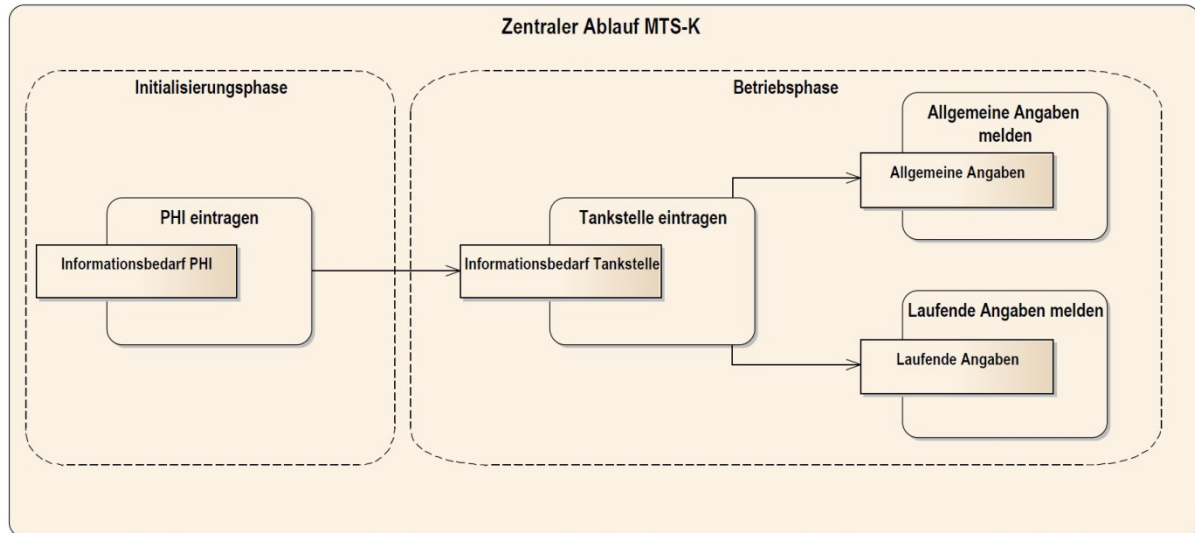 Zentraler Ablauf MTS-K
Initialisierungsphase
PHI eintragen
Informationsbedarf PHI
Betriebsphase
Tankstelle eintragen
Informationsbedarf Tankstelle
Allgemeine Angaben
melden
Allgemeine Angaben
Laufende Angaben melden
Laufende Angaben